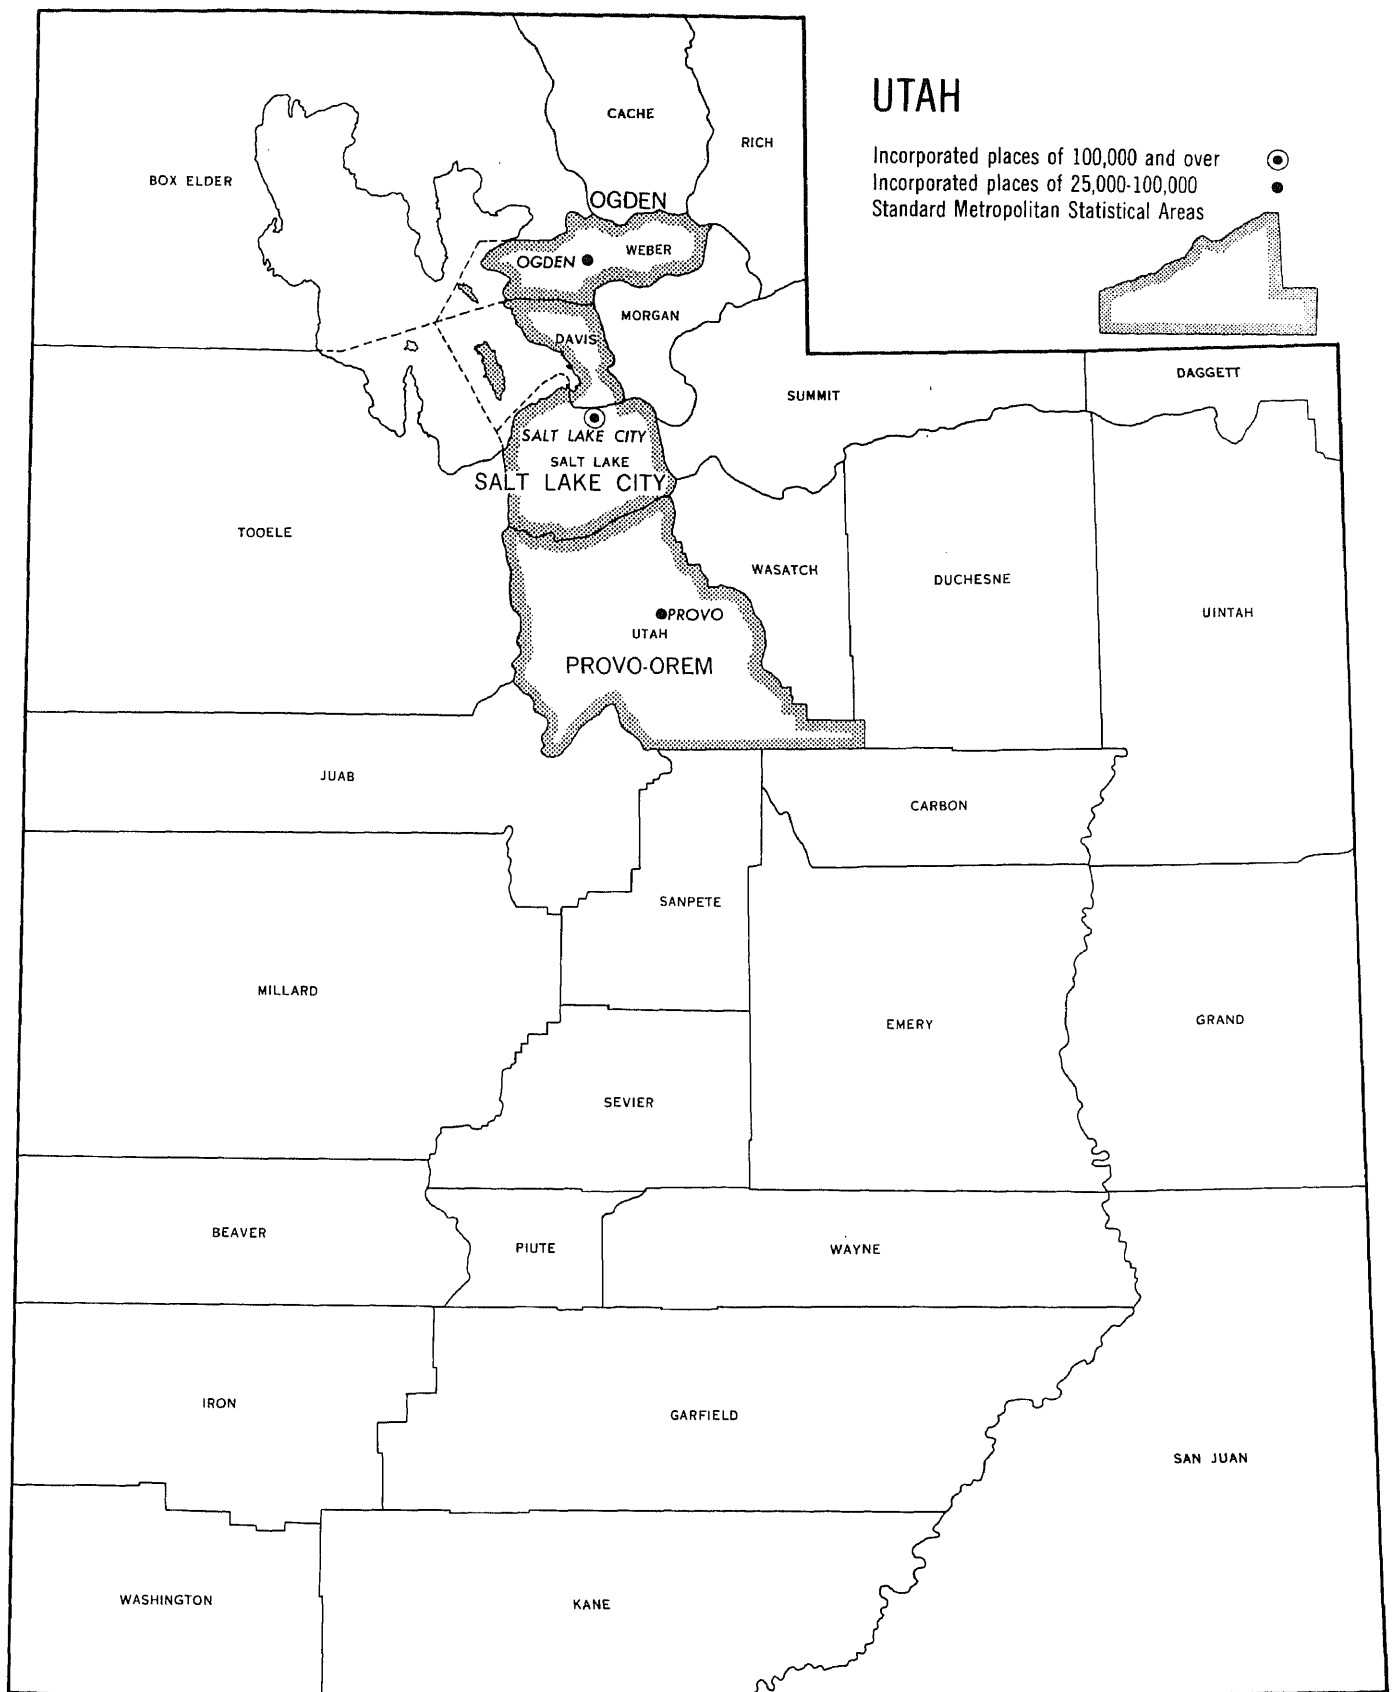 UTAH
Incorporated places of 100,000 and over
Incorporated places of 25,000-100,000
Standard Metropolitan Statistical Areas
CACHE
RICH
BOX ELDER
OGDEN
WEBER
OGDEN
MORGAN
DAVIS
DAGGETT
SUMMIT
SALT LAKE CITY
SALT LAKE
SALT LAKE CITY
TOOELE
WASATCH
DUCHESNE
UINTAH
PROVO
UTAH
PROVO-OREM
JUAB
CARBON
SANPETE
MILLARD
EMERY
GRAND
SEVIER
BEAVER
PIUTE
WAYNE
IRON
GARFIELD
SAN JUAN
WASHINGTON
KANE